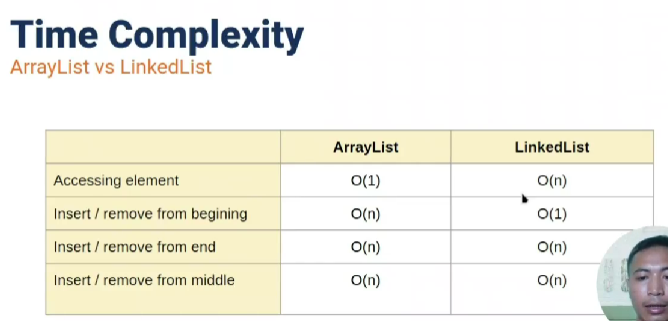 Time Complexity
ArrayList vs LinkedList
ArrayList LinkedList
Accessing element O(1) O(n)
Insert / remove from begining O(n) O(1)
Insert / remove from end O(n) O(n)
Insert / remove from middle O(n) O(n)